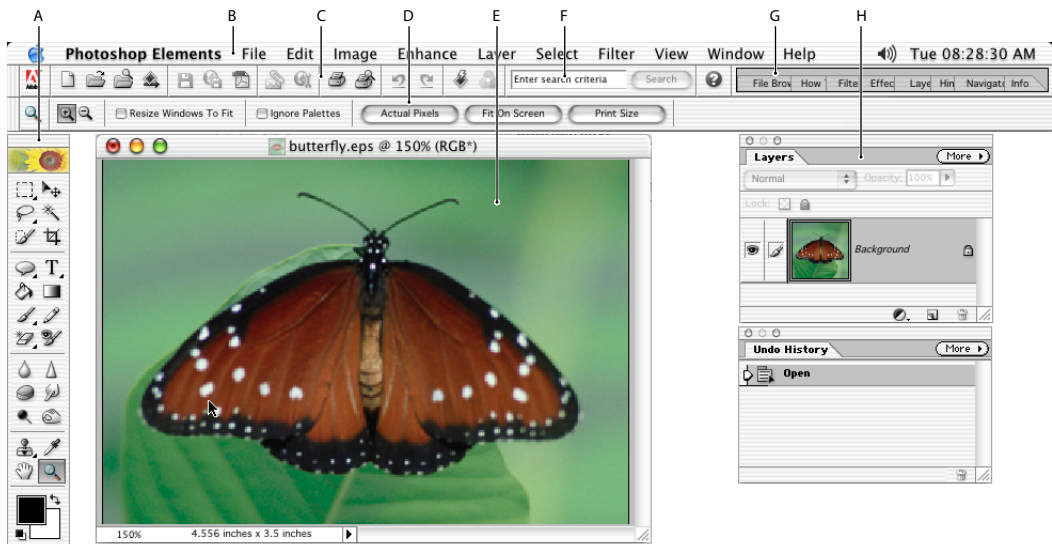 A B C D E F G H
Photoshop Elements File Edit Image Enhance Layer Select Filter View Window Help Tue 08:28:30 AM
Enter search criteria Search ? File Brow How Filte Effec Laye Hin Navigat Info
Resize Windows To Fit Ignore Palettes Actual Pixels Fit On Screen Print Size
butterfly.eps @ 150% (RGB*)
Layers More
Normal Opacity: 100%
Lock:
Background
T
Undo History More
Open
150% 4.556 inches x 3.5 inches